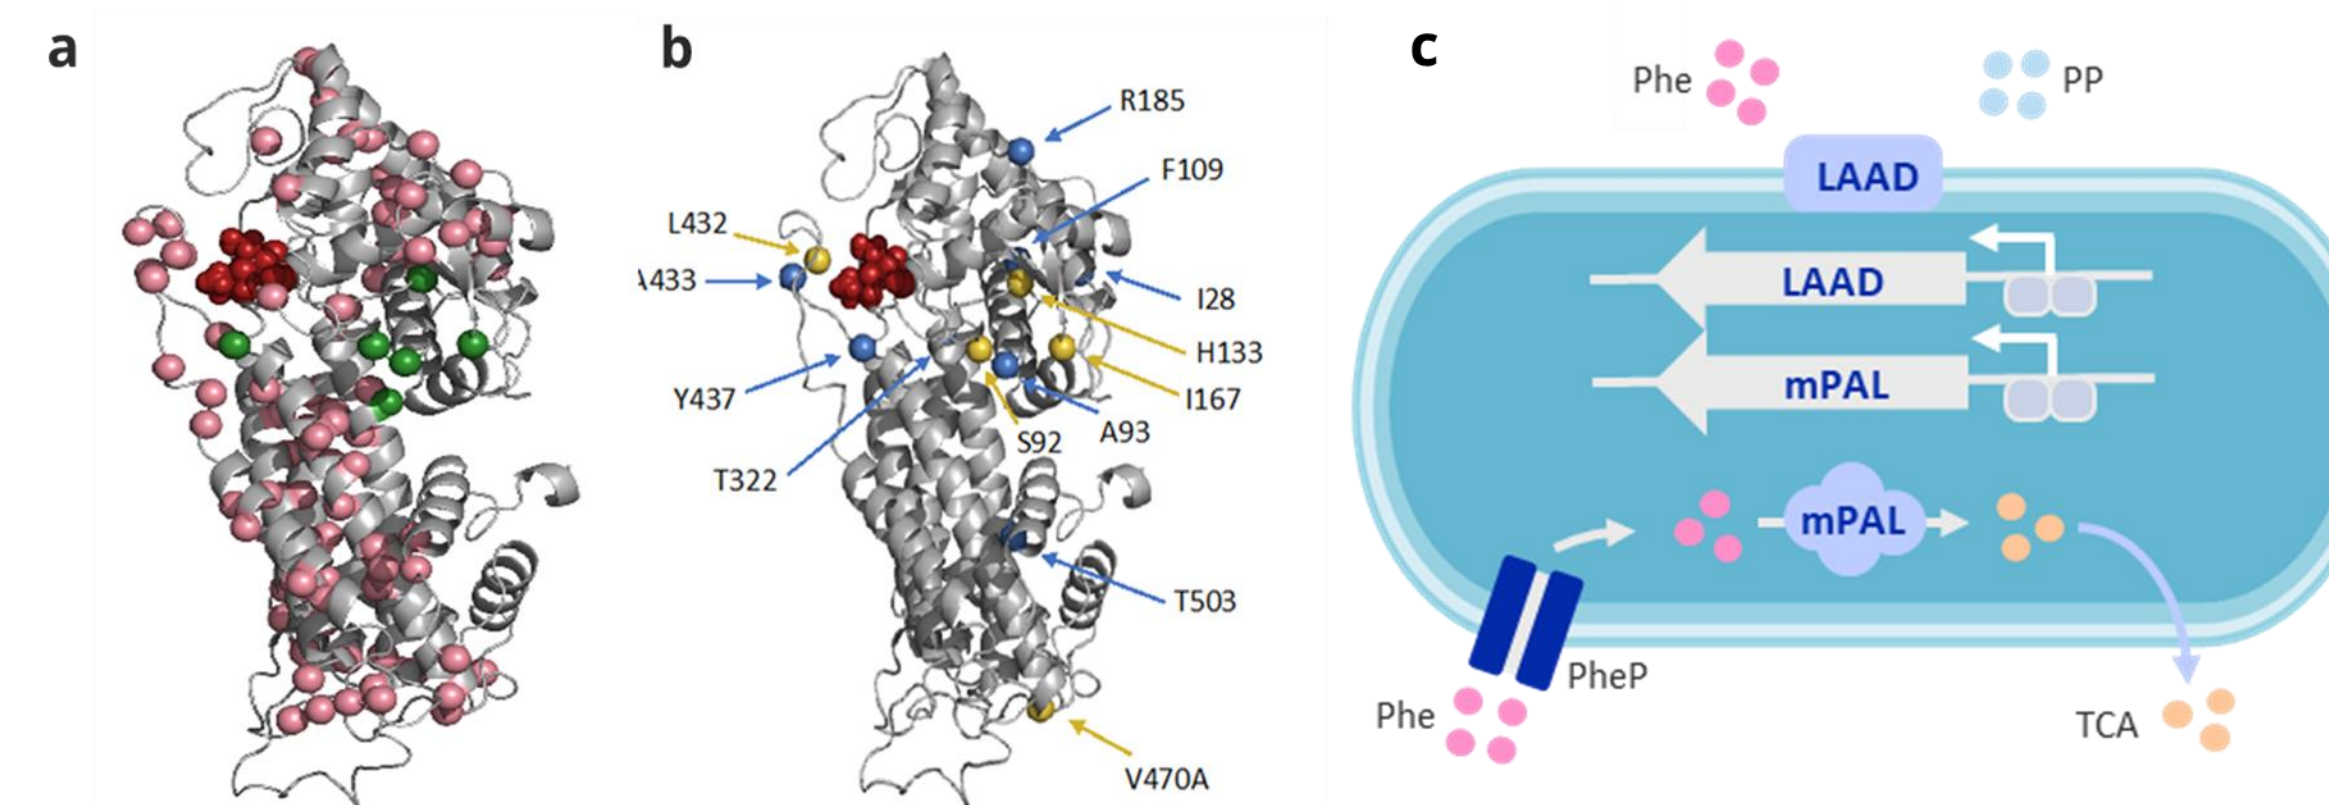 a
b
c
R185
F109
L432
A433
I28
H133
Y437
I167
S92
A93
T322
T503
V470A
Phe
PP
LAAD
LAAD
mPAL
mPAL
PheP
Phe
TCA